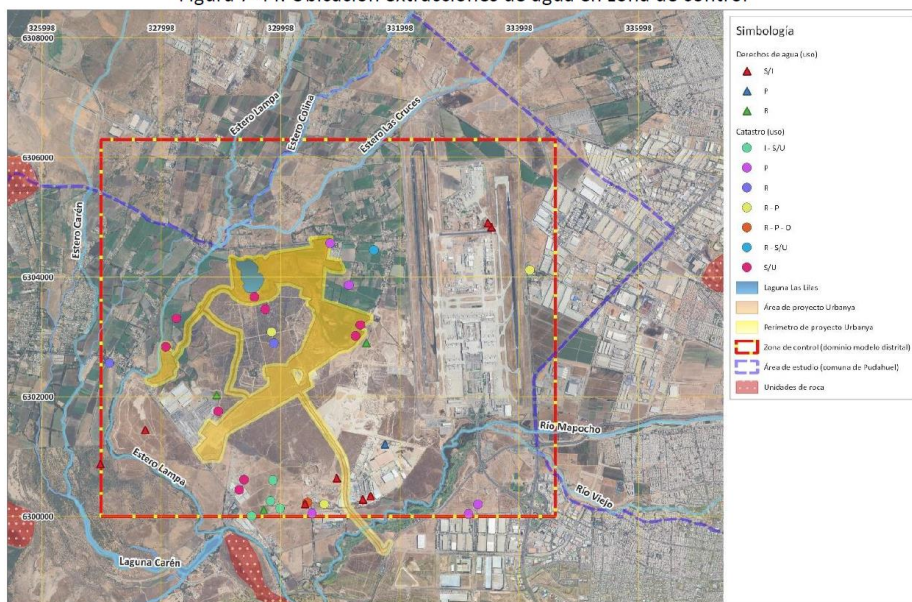 Figura 7-14. Ubicación extracciones de agua en zona de control
325998
327998
329998
331998
333998
335998
6308000
6306000
6304000
6302000
6300000
Estero Lampa
Estero Colina
Estero Las Cruces
Estero Carén
Río Mapocho
Río Viejo
Estero Lampa
Laguna Carén
Simbología
Derechos de agua (uso)
S/I
P
R
Catastro (uso)
I - S/U
P
R
R - P
R - P - O
R - S/U
S/U
Laguna Las Lilas
Área de proyecto Urbanya
Perímetro de proyecto Urbanya
Zona de control (dominio modelo distrital)
Área de estudio (comuna de Pudahuel)
Unidades de roca